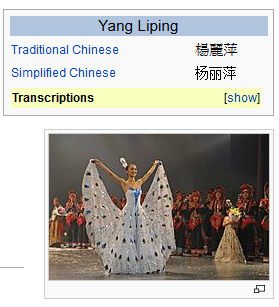 Yang Liping
Traditional Chinese 楊麗萍
Simplified Chinese 杨丽萍
Transcriptions [show]